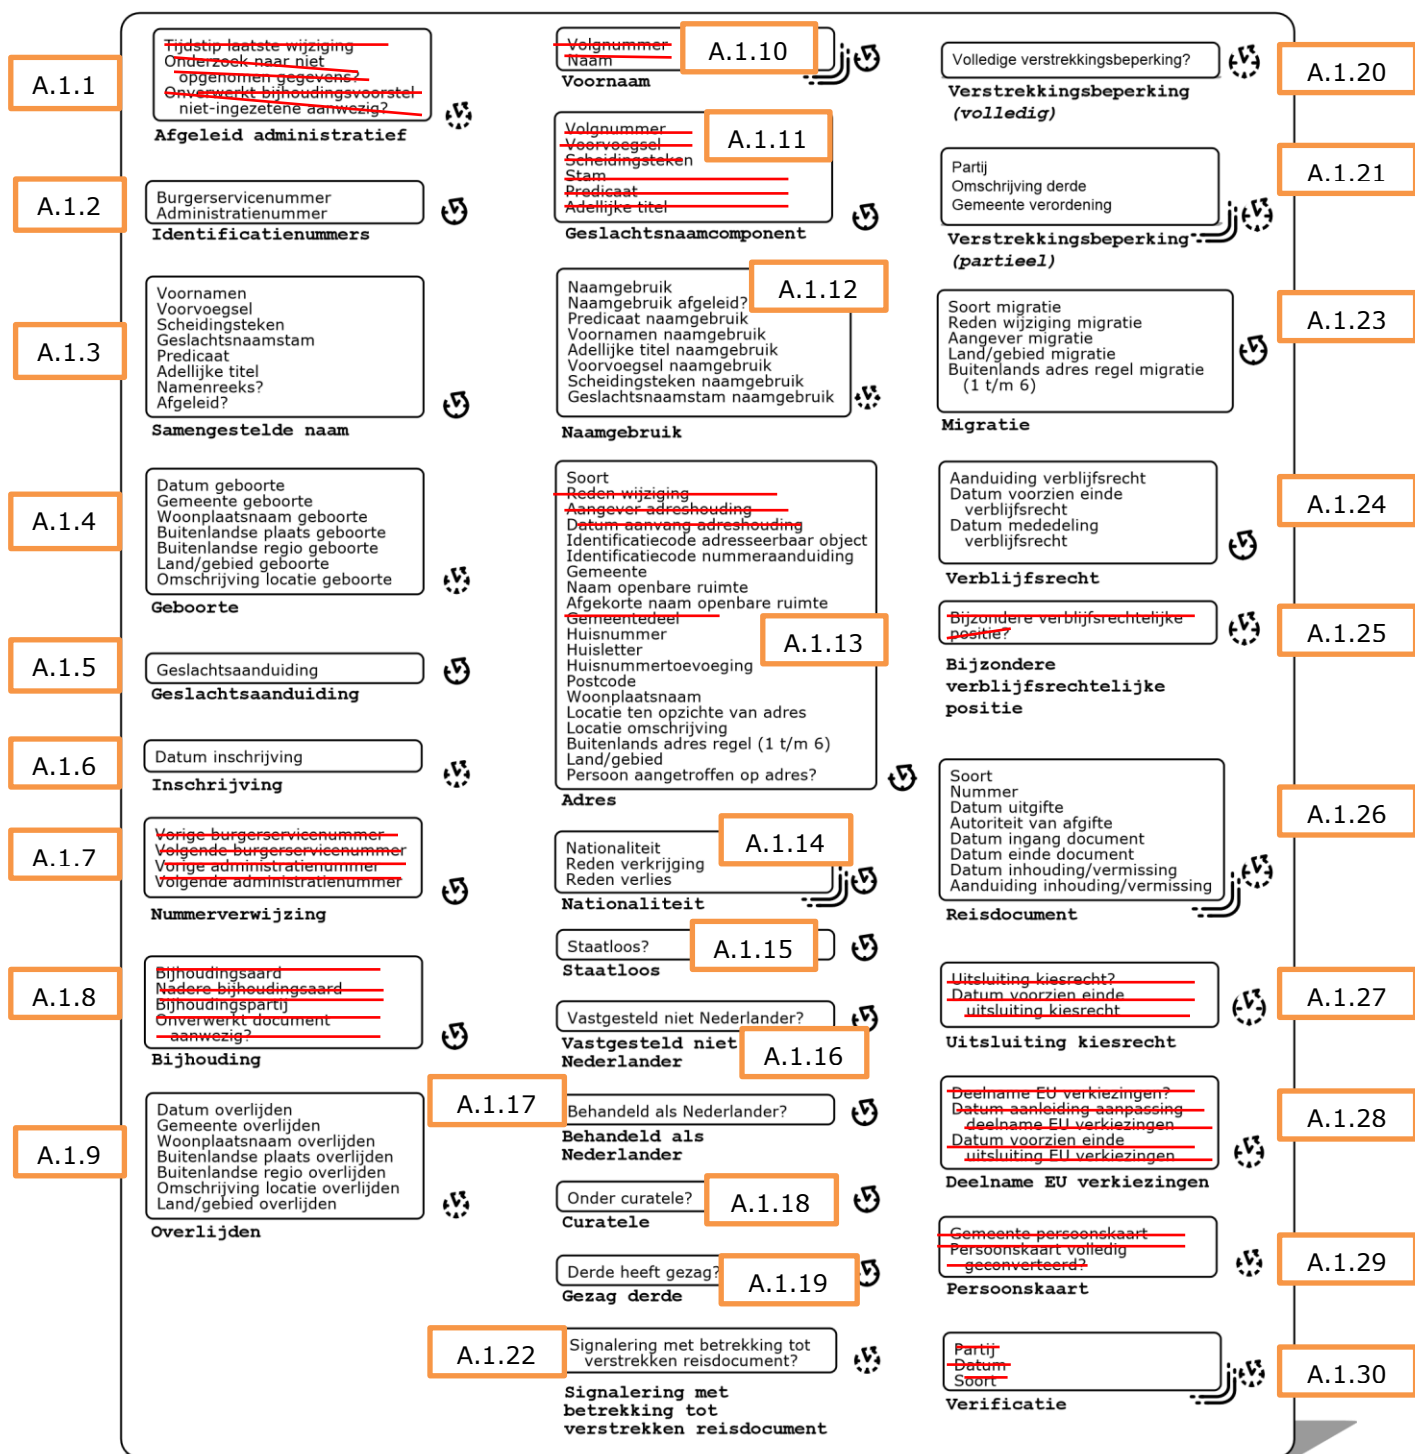 A.1.1
Tijdstip laatste wijziging
Onderzoek naar niet
opgenomen gegevens?
Onverwerkt bijhoudingsvoorstel
niet-ingezetene aanwezig?
Afgeleid administratief
A.1.2
Burgerservicenummer
Administratienummer
Identificatienummers
A.1.3
Voornamen
Voorvoegsel
Scheidingsteken
Geslachtsnaamstam
Predicaat
Adellijke titel
Namenreeks?
Afgeleid?
Samengestelde naam
A.1.4
Datum geboorte
Gemeente geboorte
Woonplaatsnaam geboorte
Buitenlandse plaats geboorte
Buitenlandse regio geboorte
Land/gebied geboorte
Omschrijving locatie geboorte
Geboorte
A.1.5
Geslachtsaanduiding
Geslachtsaanduiding
A.1.6
Datum inschrijving
Inschrijving
A.1.7
Vorige burgerservicenummer
Volgende burgerservicenummer
Vorige administratienummer
Volgende administratienummer
Nummerverwijzing
A.1.8
Bijhoudingsaard
Nadere bijhoudingsaard
Bijhoudingspartij
Onverwerkt document
aanwezig?
Bijhouding
A.1.9
Datum overlijden
Gemeente overlijden
Woonplaatsnaam overlijden
Buitenlandse plaats overlijden
Buitenlandse regio overlijden
Omschrijving locatie overlijden
Land/gebied overlijden
Overlijden
A.1.10
Volgnummer
Naam
Voornaam
A.1.11
Volgnummer
Voorvoegsel
Scheidingsteken
Stam
Predicaat
Adellijke titel
Geslachtsnaamcomponent
A.1.12
Naamgebruik
Naamgebruik afgeleid?
Predicaat naamgebruik
Voornamen naamgebruik
Adellijke titel naamgebruik
Voorvoegsel naamgebruik
Scheidingsteken naamgebruik
Geslachtsnaamstam naamgebruik
Naamgebruik
Soort
Reden wijziging
Aangever adreshouding
Datum aanvang adreshouding
Identificatiecode adresseerbaar object
Identificatiecode nummeraanduiding
Gemeente
Naam openbare ruimte
Afgekorte naam openbare ruimte
Gemeentedeel
Huisnummer
Huisletter
A.1.13
Huisnummertoevoeging
Postcode
Woonplaatsnaam
Locatie ten opzichte van adres
Locatie omschrijving
Buitenlands adres regel (1 t/m 6)
Land/gebied
Persoon aangetroffen op adres?
Adres
A.1.14
Nationaliteit
Reden verkrijging
Reden verlies
Nationaliteit
Staatloos?
A.1.15
Staatloos
Vastgesteld niet Nederlander?
Vastgesteld niet
Nederlander
A.1.16
A.1.17
Behandeld als Nederlander?
Behandeld als
Nederlander
Onder curatele?
A.1.18
Curatele
Derde heeft gezag?
A.1.19
Gezag derde
A.1.22
Signalering met betrekking tot
verstrekken reisdocument?
Signalering met
betrekking tot
verstrekken reisdocument
Volledige verstrekkingsbeperking?
A.1.20
Verstrekkingsbeperking
(volledig)
A.1.21
Partij
Omschrijving derde
Gemeente verordening
Verstrekkingsbeperking
(partieel)
Soort migratie
A.1.23
Reden wijziging migratie
Aangever migratie
Land/gebied migratie
Buitenlands adres regel migratie
(1 t/m 6)
Migratie
Aanduiding verblijfsrecht
A.1.24
Datum voorzien einde
verblijfsrecht
Datum mededeling
verblijfsrecht
Verblijfsrecht
Bijzondere verblijfsrechtelijke
positie?
A.1.25
Bijzondere
verblijfsrechtelijke
positie
Soort
Nummer
Datum uitgifte
Autoriteit van afgifte
A.1.26
Datum ingang document
Datum einde document
Datum inhouding/vermissing
Aanduiding inhouding/vermissing
Reisdocument
Uitsluiting kiesrecht?
Datum voorzien einde
uitsluiting kiesrecht
A.1.27
Uitsluiting kiesrecht
Deelname EU verkiezingen?
Datum aanleiding aanpassing
deelname EU verkiezingen
Datum voorzien einde
uitsluiting EU verkiezingen
A.1.28
Deelname EU verkiezingen
Gemeente persoonskaart
Persoonskaart volledig
geconverteerd?
A.1.29
Persoonskaart
Partij
Datum
Soort
A.1.30
Verificatie